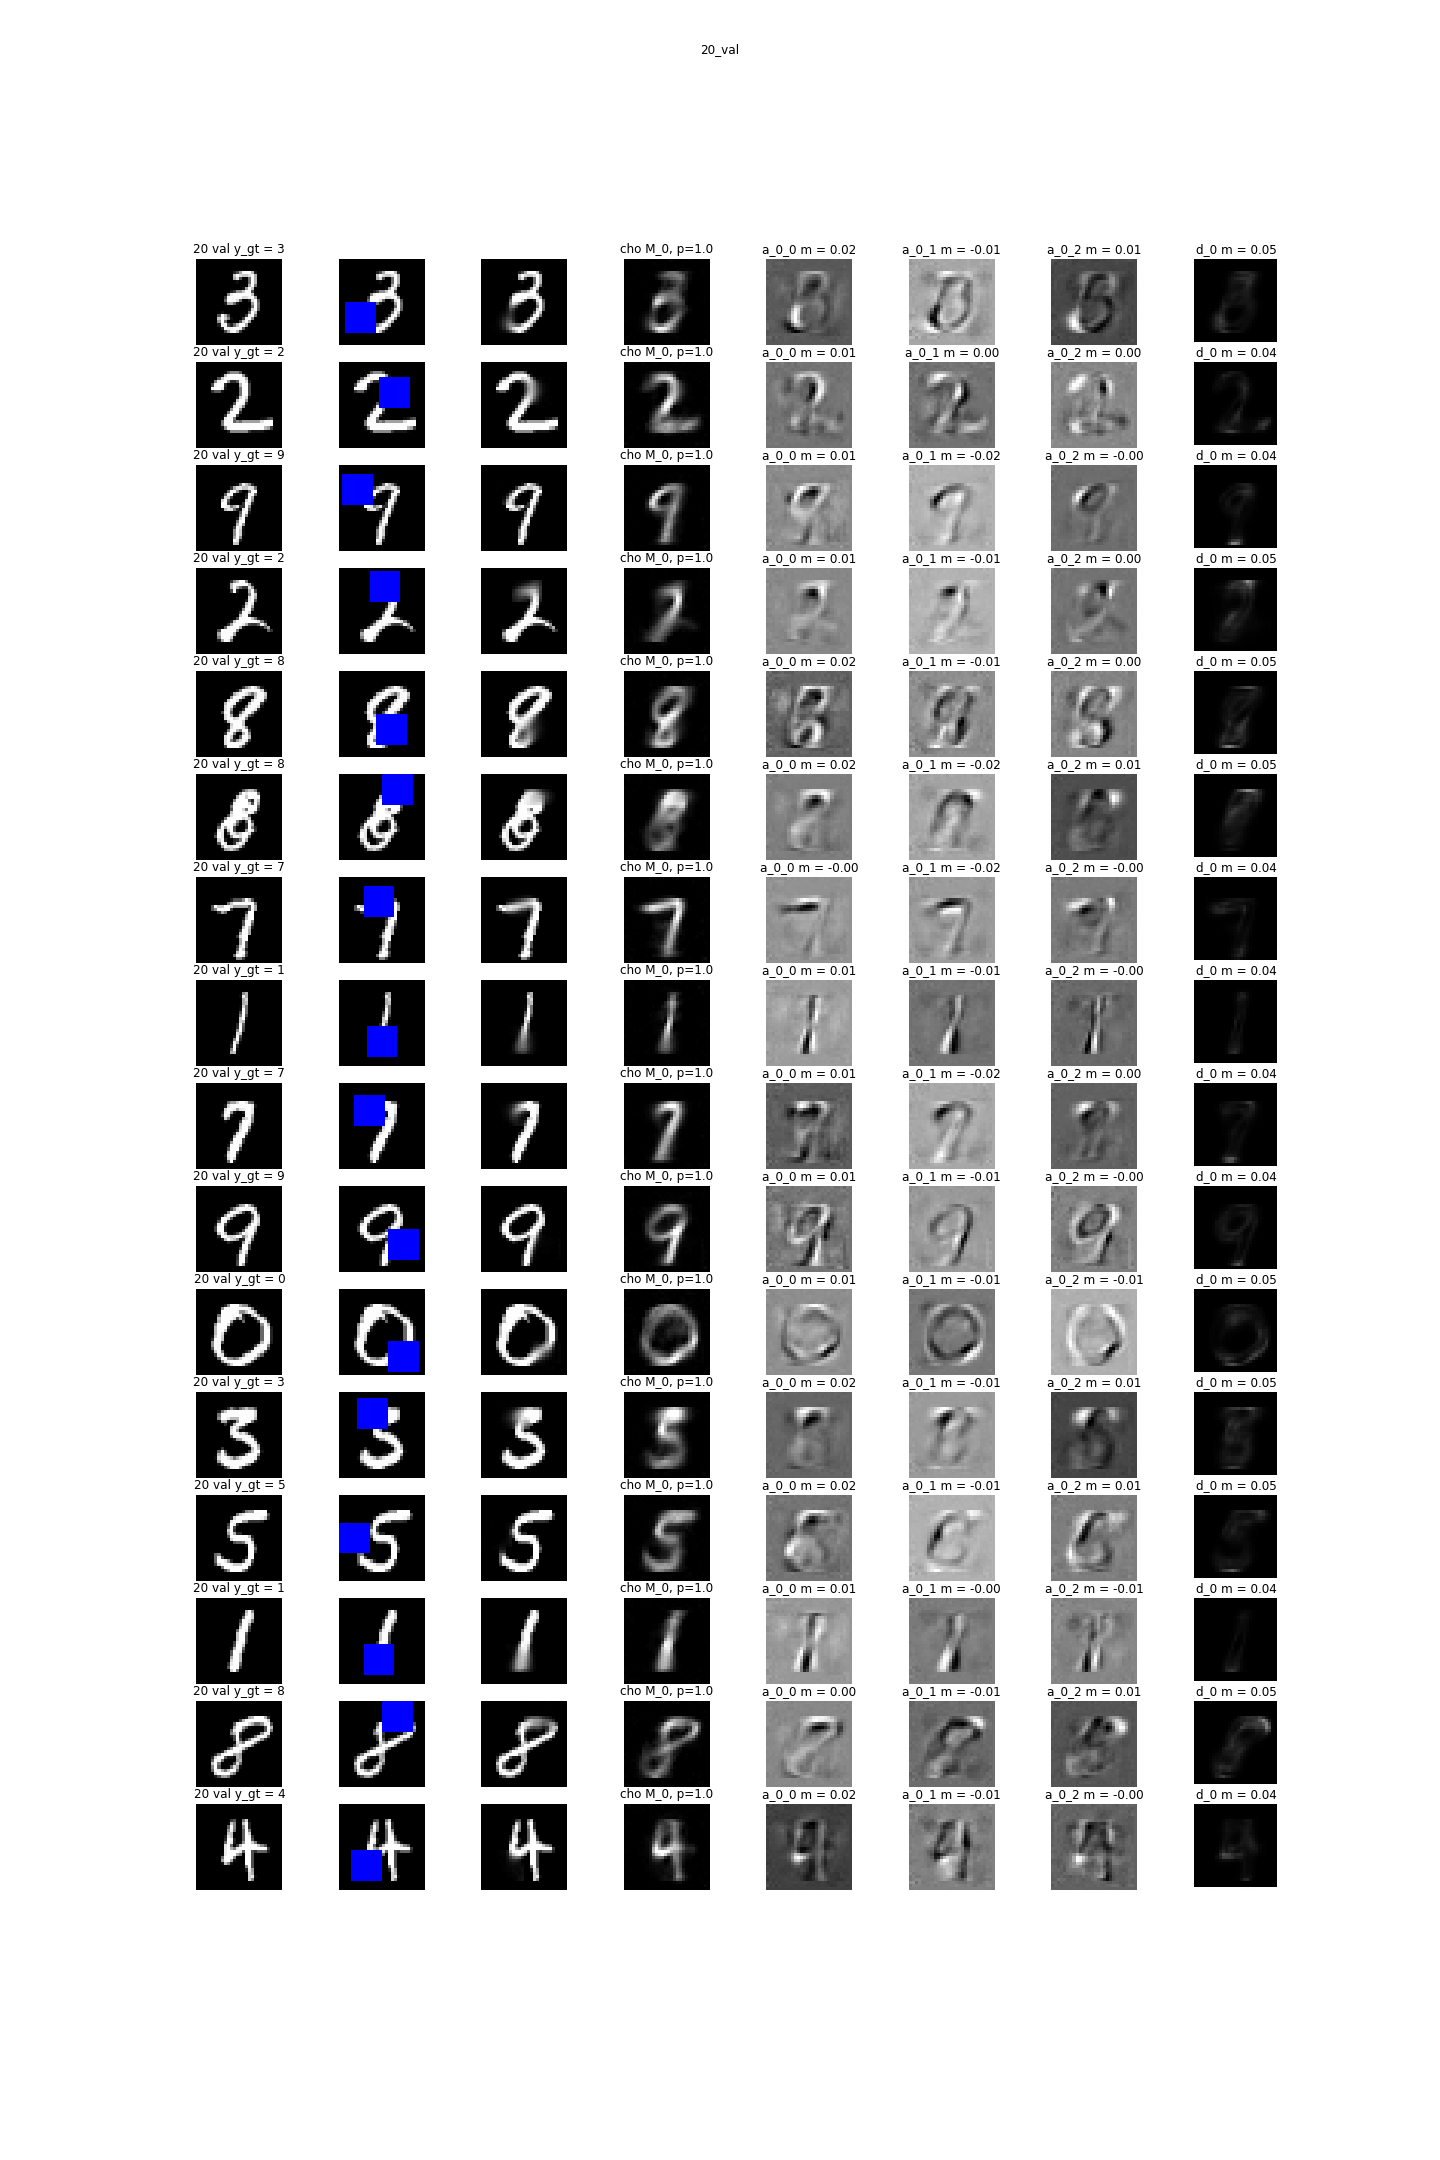 20_val
20 val y_gt = 3 cho M_0, p=1.0 a_0_0 m = 0.02 a_0_1 m = -0.01 a_0_2 m = 0.01 d_0 m = 0.05
20 val y_gt = 2 cho M_0, p=1.0 a_0_0 m = 0.01 a_0_1 m = 0.00 a_0_2 m = 0.00 d_0 m = 0.04
20 val y_gt = 9 cho M_0, p=1.0 a_0_0 m = 0.01 a_0_1 m = -0.02 a_0_2 m = -0.00 d_0 m = 0.04
20 val y_gt = 2 cho M_0, p=1.0 a_0_0 m = 0.01 a_0_1 m = -0.01 a_0_2 m = 0.00 d_0 m = 0.05
20 val y_gt = 8 cho M_0, p=1.0 a_0_0 m = 0.02 a_0_1 m = -0.01 a_0_2 m = 0.00 d_0 m = 0.05
20 val y_gt = 8 cho M_0, p=1.0 a_0_0 m = 0.02 a_0_1 m = -0.02 a_0_2 m = 0.01 d_0 m = 0.05
20 val y_gt = 7 cho M_0, p=1.0 a_0_0 m = -0.00 a_0_1 m = -0.02 a_0_2 m = -0.00 d_0 m = 0.04
20 val y_gt = 1 cho M_0, p=1.0 a_0_0 m = 0.01 a_0_1 m = -0.01 a_0_2 m = -0.00 d_0 m = 0.04
20 val y_gt = 7 cho M_0, p=1.0 a_0_0 m = 0.01 a_0_1 m = -0.02 a_0_2 m = 0.00 d_0 m = 0.04
20 val y_gt = 9 cho M_0, p=1.0 a_0_0 m = 0.01 a_0_1 m = -0.01 a_0_2 m = -0.00 d_0 m = 0.04
20 val y_gt = 0 cho M_0, p=1.0 a_0_0 m = 0.01 a_0_1 m = -0.01 a_0_2 m = -0.01 d_0 m = 0.05
20 val y_gt = 3 cho M_0, p=1.0 a_0_0 m = 0.02 a_0_1 m = -0.01 a_0_2 m = 0.01 d_0 m = 0.05
20 val y_gt = 5 cho M_0, p=1.0 a_0_0 m = 0.02 a_0_1 m = -0.01 a_0_2 m = 0.01 d_0 m = 0.05
20 val y_gt = 1 cho M_0, p=1.0 a_0_0 m = 0.01 a_0_1 m = -0.00 a_0_2 m = -0.01 d_0 m = 0.04
20 val y_gt = 8 cho M_0, p=1.0 a_0_0 m = 0.00 a_0_1 m = -0.01 a_0_2 m = 0.01 d_0 m = 0.05
20 val y_gt = 4 cho M_0, p=1.0 a_0_0 m = 0.02 a_0_1 m = -0.01 a_0_2 m = -0.00 d_0 m = 0.04